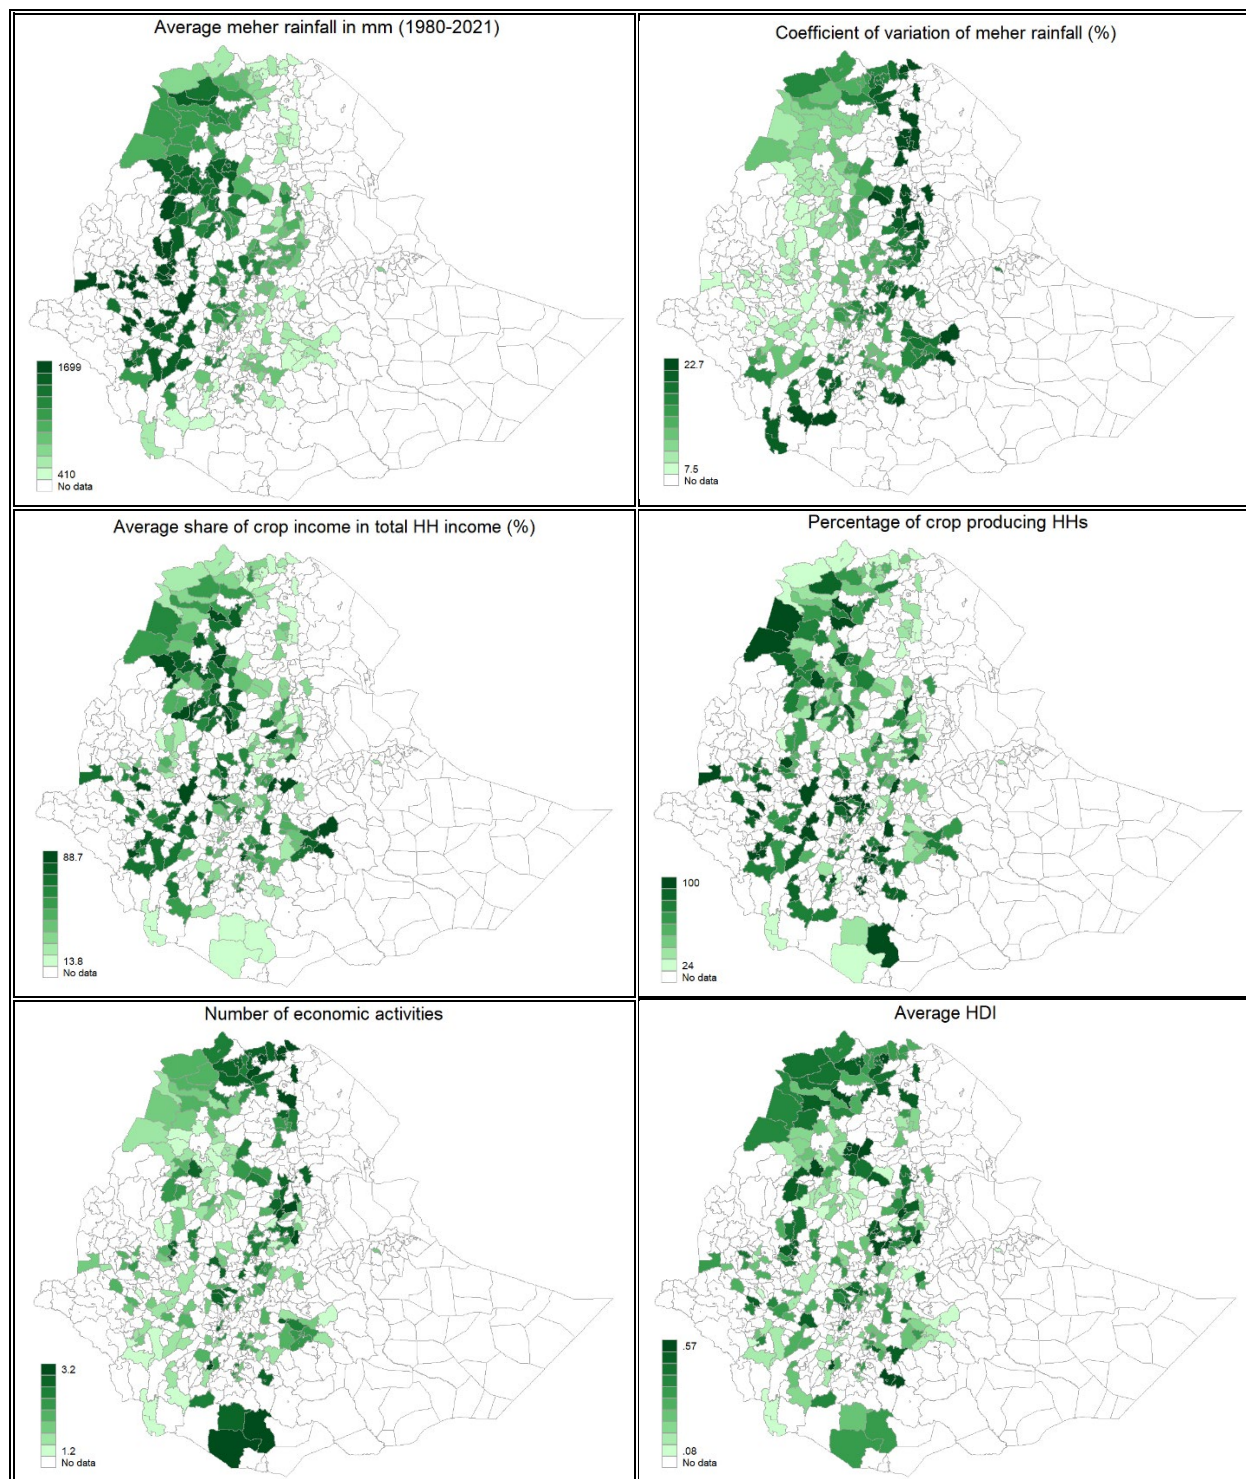 Average meher rainfall in mm (1980-2021)
1699
410
No data
Coefficient of variation of meher rainfall (%)
22.7
7.5
No data
Average share of crop income in total HH income (%)
88.7
13.8
No data
Percentage of crop producing HHs
100
24
No data
Number of economic activities
3.2
1.2
No data
Average HDI
.57
.08
No data